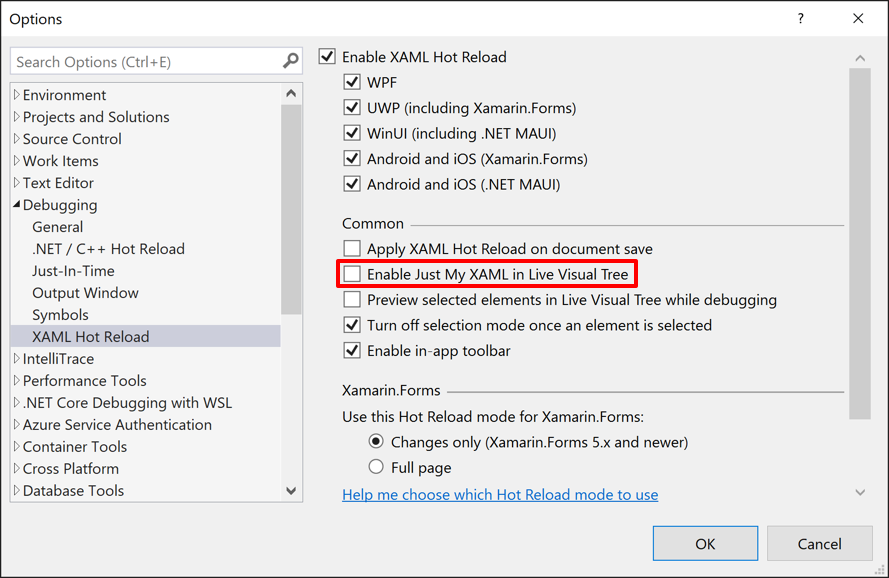 Options
?
Search Options (Ctrl+E)
Environment
Projects and Solutions
Source Control
Work Items
Text Editor
Debugging
General
.NET / C++ Hot Reload
Just-In-Time
Output Window
Symbols
XAML Hot Reload
IntelliTrace
Performance Tools
.NET Core Debugging with WSL
Azure Service Authentication
Container Tools
Cross Platform
Database Tools
Enable XAML Hot Reload
WPF
UWP (including Xamarin.Forms)
WinUI (including .NET MAUI)
Android and iOS (Xamarin.Forms)
Android and iOS (.NET MAUI)
Common
Apply XAML Hot Reload on document save
Enable Just My XAML in Live Visual Tree
Preview selected elements in Live Visual Tree while debugging
Turn off selection mode once an element is selected
Enable in-app toolbar
Xamarin.Forms
Use this Hot Reload mode for Xamarin.Forms:
Changes only (Xamarin.Forms 5.x and newer)
Full page
Help me choose which Hot Reload mode to use
OK
Cancel